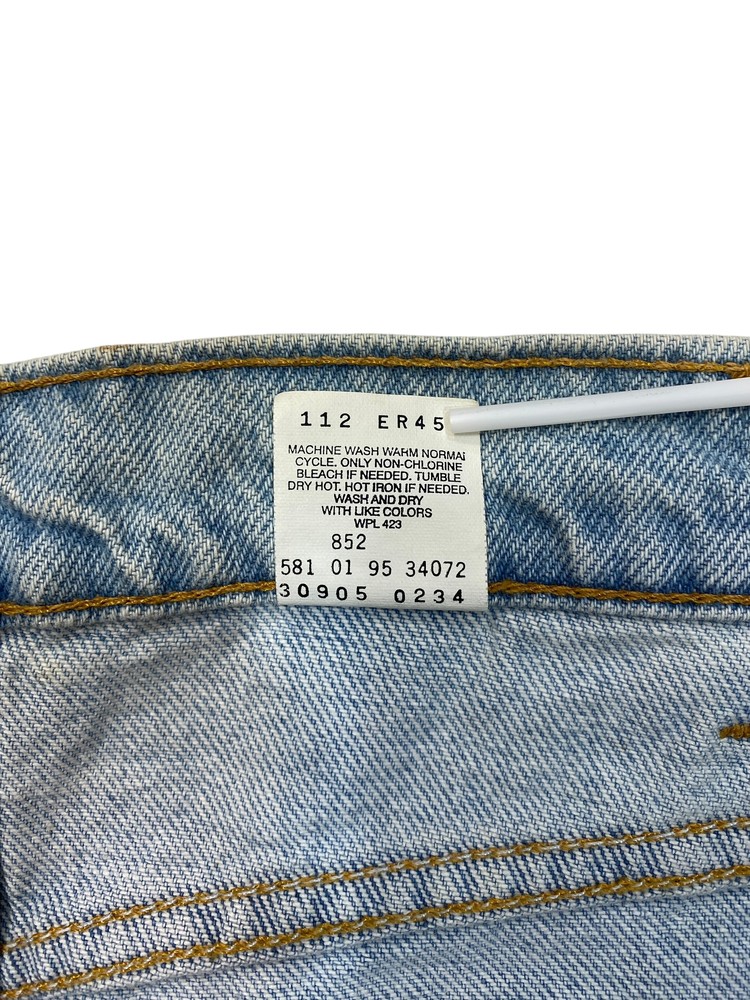 112 ER45
MACHINE WASH WARM NORMAL
CYCLE. ONLY NON-CHLORINE
BLEACH IF NEEDED. TUMBLE
DRY HOT. HOT IRON IF NEEDED.
WASH AND DRY
WITH LIKE COLORS
WPL 423
852
581 01 95 34072
30905 0234